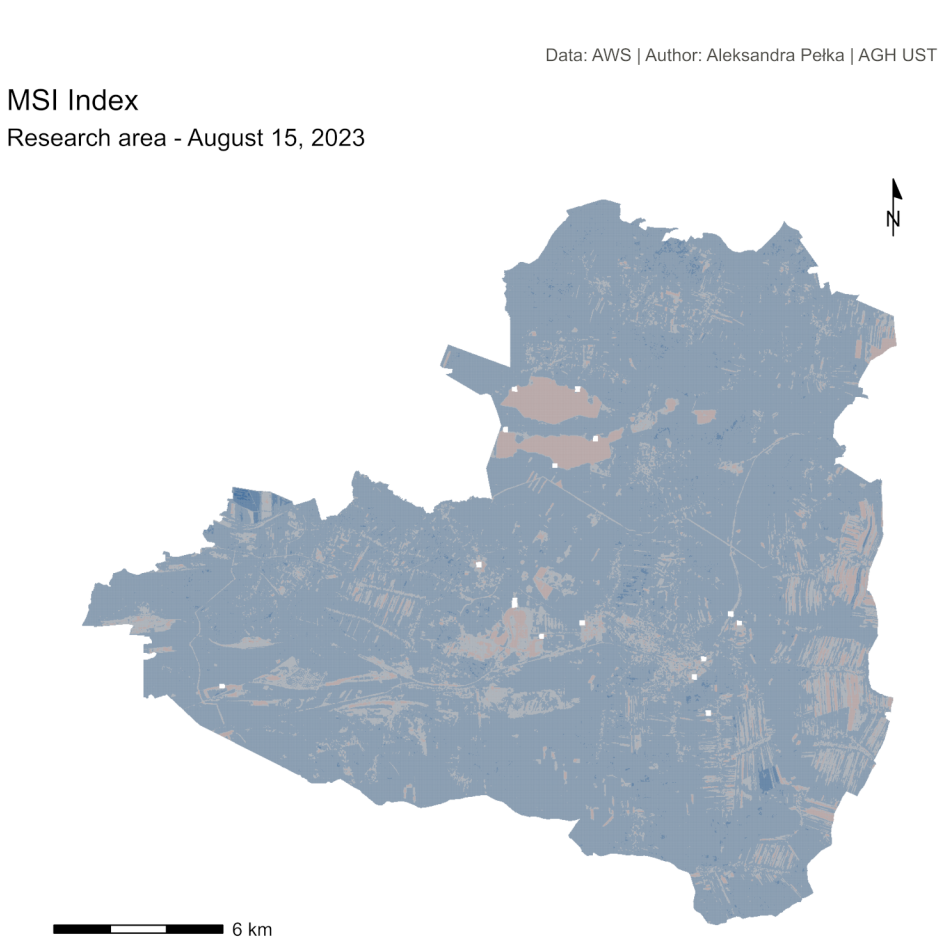 Data: AWS | Author: Aleksandra Pełka | AGH UST
MSI Index
Research area - August 15, 2023
N
6 km